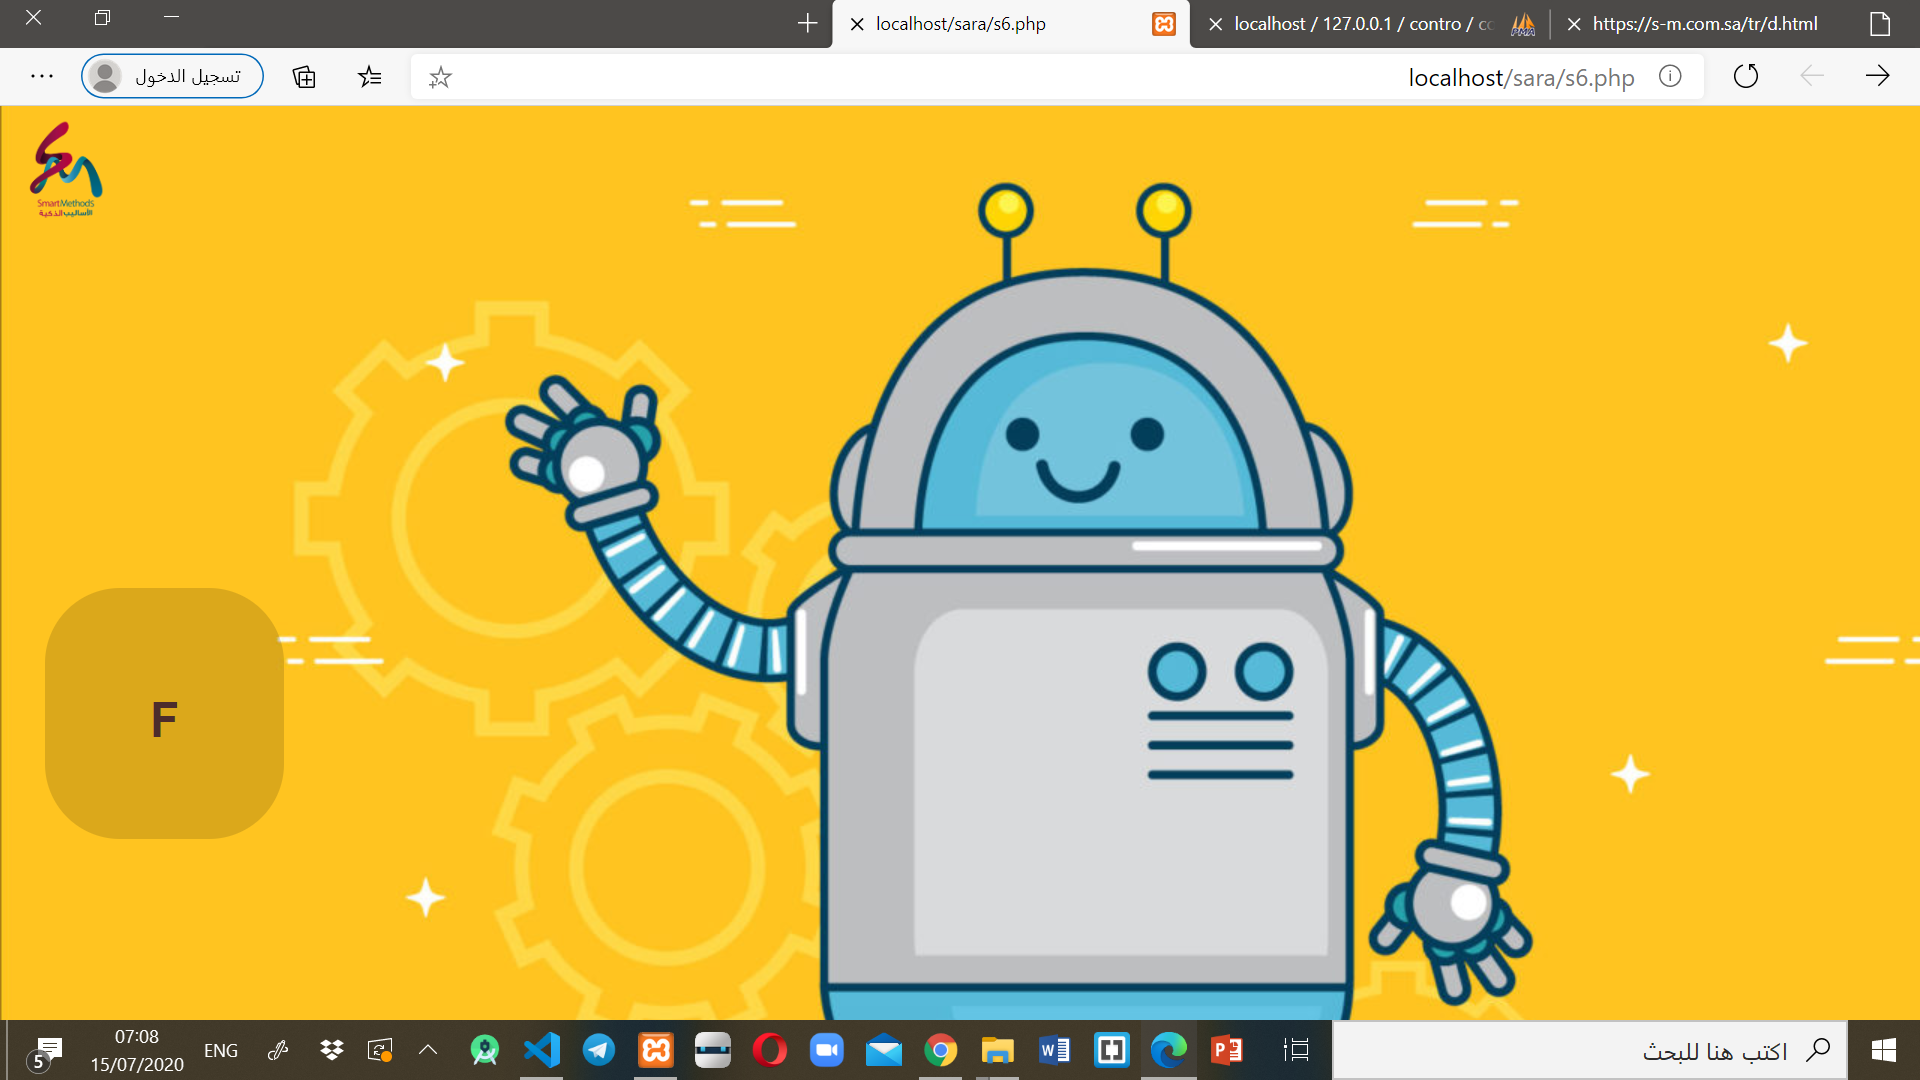 localhost/sara/s6.php
localhost / 127.0.0.1 / contro / co
https://s-m.com.sa/tr/d.html
تسجيل الدخول
localhost/sara/s6.php
SmartMethods
الأساليب الذكية
F
5
07:08
15/07/2020
ENG
اكتب هنا للبحث